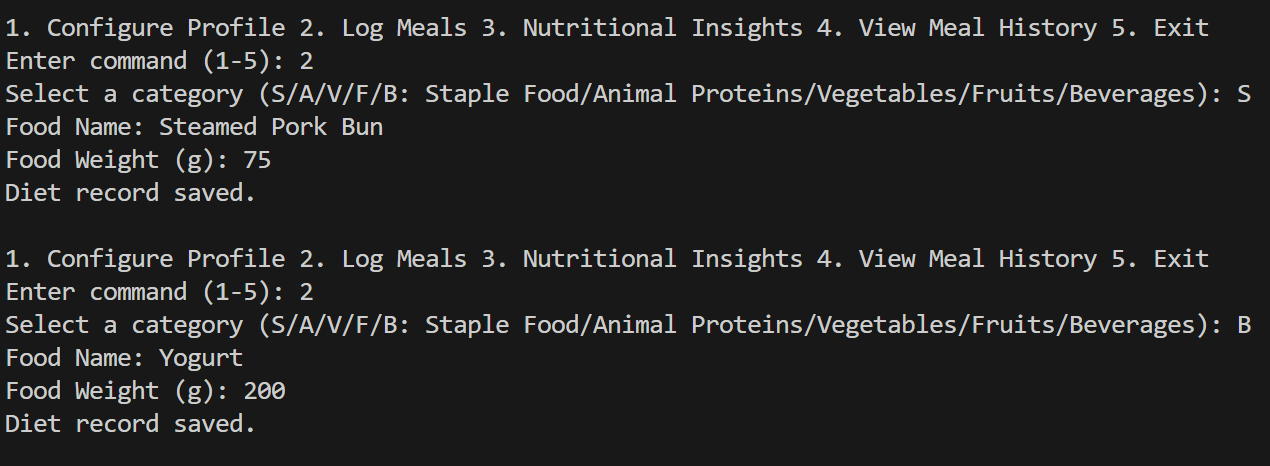 1. Configure Profile 2. Log Meals 3. Nutritional Insights 4. View Meal History 5. Exit
Enter command (1-5): 2
Select a category (S/A/V/F/B: Staple Food/Animal Proteins/Vegetables/Fruits/Beverages): S
Food Name: Steamed Pork Bun
Food Weight (g): 75
Diet record saved.
1. Configure Profile 2. Log Meals 3. Nutritional Insights 4. View Meal History 5. Exit
Enter command (1-5): 2
Select a category (S/A/V/F/B: Staple Food/Animal Proteins/Vegetables/Fruits/Beverages): B
Food Name: Yogurt
Food Weight (g): 200
Diet record saved.